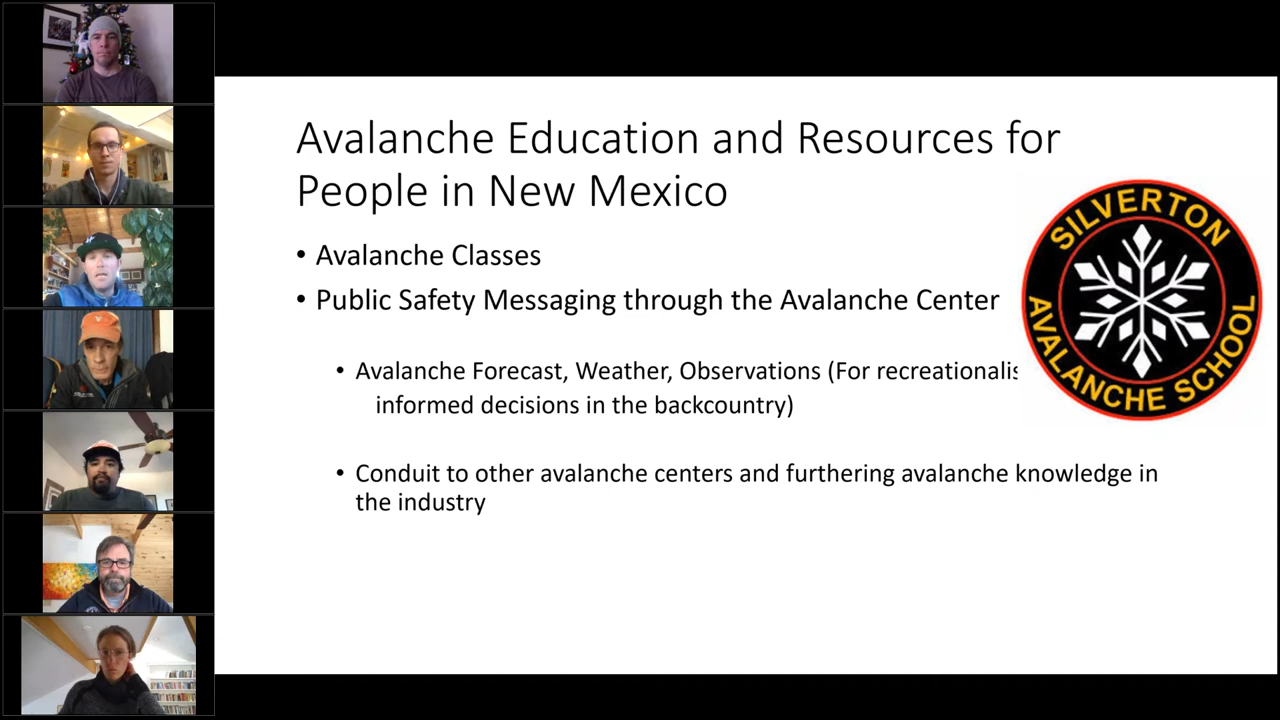 Avalanche Education and Resources for
People in New Mexico
• Avalanche Classes
• Public Safety Messaging through the Avalanche Center
• Avalanche Forecast, Weather, Observations (For recreationalis
informed decisions in the backcountry)
• Conduit to other avalanche centers and furthering avalanche knowledge in
the industry
SILVERTON
AVALANCHE SCHOOL